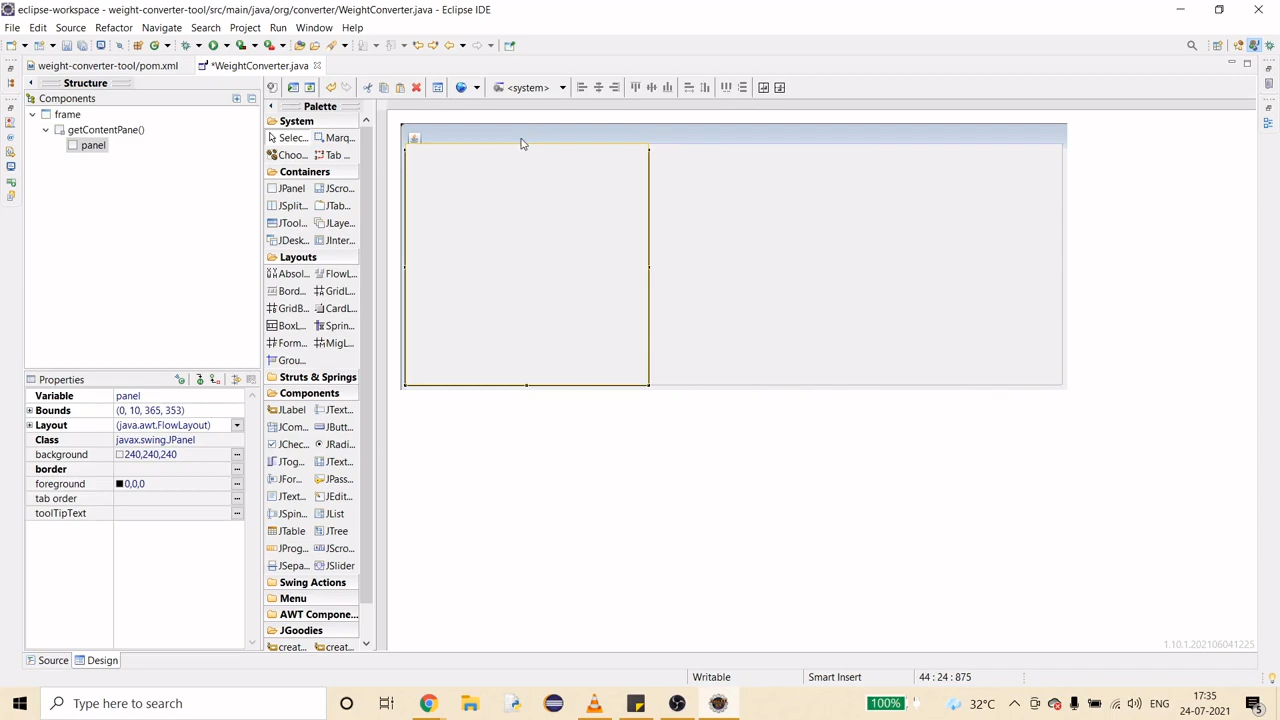 eclipse-workspace - weight-converter-tool/src/main/java/org/converter/WeightConverter.java - Eclipse IDE
File Edit Source Refactor Navigate Search Project Run Window Help
weight-converter-tool/pom.xml *WeightConverter.java
Structure
Components
frame
getContentPane()
panel
<system>
Palette
System
Selec... Marq...
Choo... Tab ...
Containers
JPanel JScro...
JSplit... JTab...
JTool... JLaye...
JDesk... JInter...
Layouts
Absol... FlowL...
Bord... GridL...
GridB... CardL...
BoxL... Sprin...
Form... MigL...
Grou...
Struts & Springs
Components
JLabel JText...
JCom... JButt...
JChec... JRadi...
JTog... JText...
JFor... JPass...
JText... JEdit...
JSpin... JList
JTable JTree
JProg... JScro...
JSepa... JSlider
Swing Actions
Menu
AWT Compone...
JGoodies
creat... creat...
Properties
Variable panel
Bounds (0, 10, 365, 353)
Layout (java.awt.FlowLayout)
Class javax.swing.JPanel
background 240,240,240
border
foreground 0,0,0
tab order
toolTipText
1.10.1.202106041225
Source Design
Writable Smart Insert 44 : 24 : 875
Type here to search
100% 32°C ENG 17:35
24-07-2021
5